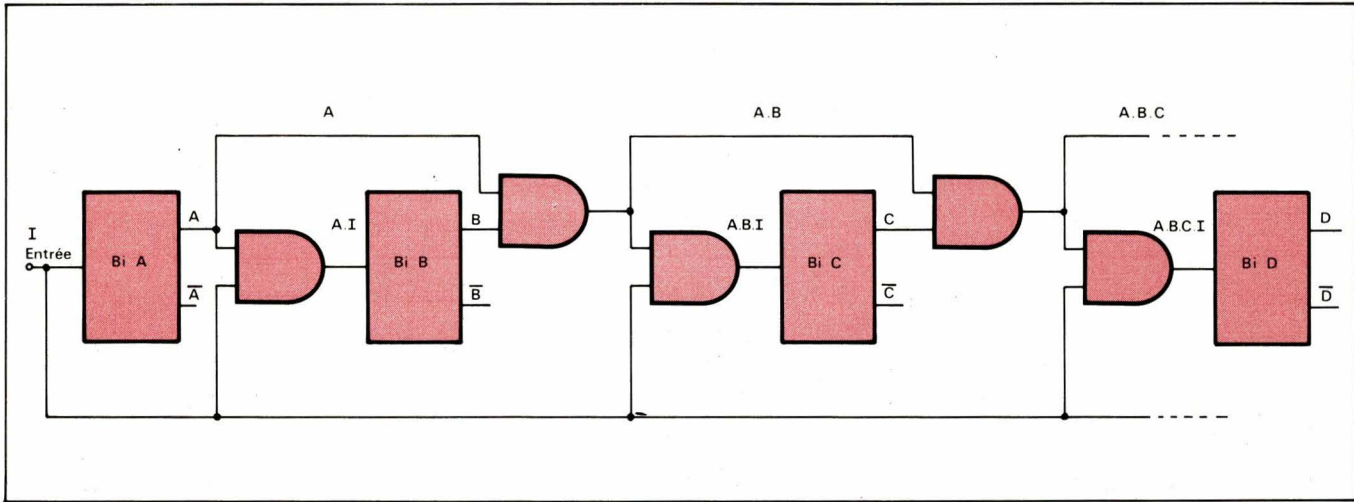 A
A.B
A.B.C
A
A.I
B
A.B.I
C
A.B.C.I
D
I
Entrée
Bi A
Bi B
Bi C
Bi D
A̅
B̅
C̅
D̅